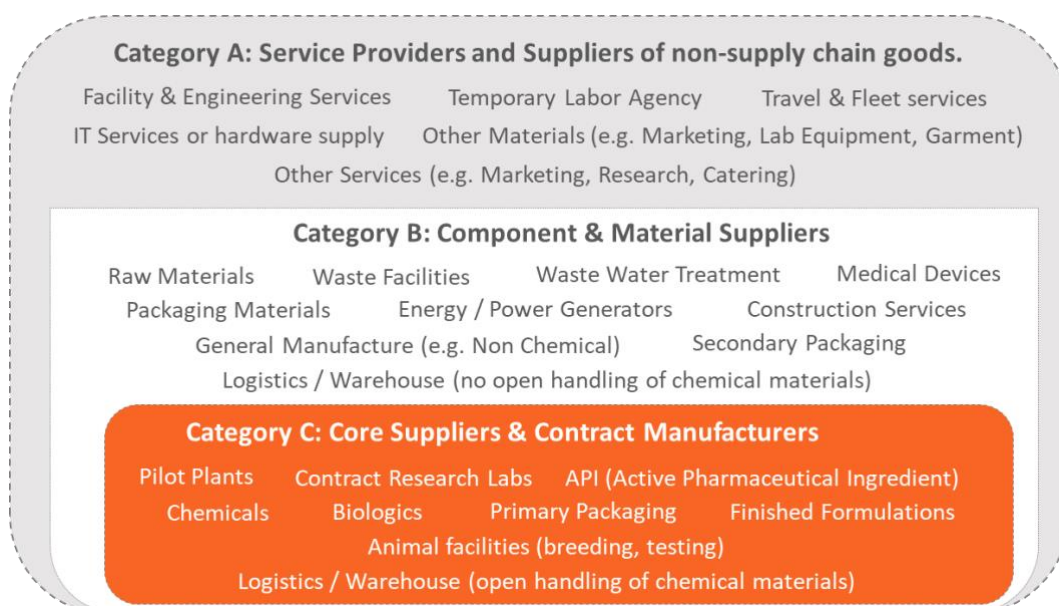 Category A: Service Providers and Suppliers of non-supply chain goods.
Facility & Engineering Services Temporary Labor Agency Travel & Fleet services
IT Services or hardware supply Other Materials (e.g. Marketing, Lab Equipment, Garment)
Other Services (e.g. Marketing, Research, Catering)
Category B: Component & Material Suppliers
Raw Materials Waste Facilities Waste Water Treatment Medical Devices
Packaging Materials Energy / Power Generators Construction Services
General Manufacture (e.g. Non Chemical) Secondary Packaging
Logistics / Warehouse (no open handling of chemical materials)
Category C: Core Suppliers & Contract Manufacturers
Pilot Plants Contract Research Labs API (Active Pharmaceutical Ingredient)
Chemicals Biologics Primary Packaging Finished Formulations
Animal facilities (breeding, testing)
Logistics / Warehouse (open handling of chemical materials)